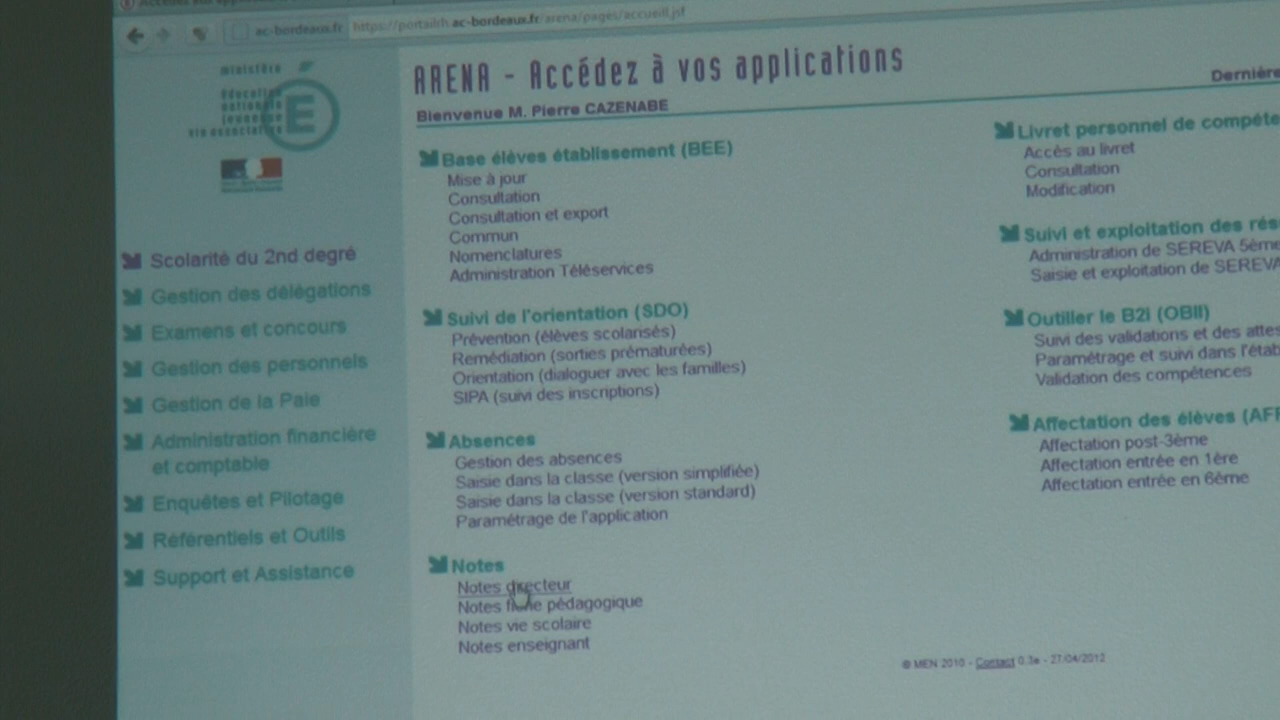 ac-bordeaux.fr https://portailrh.ac-bordeaux.fr/arena/pages/accueil.jsf
ministère
éducation
nationale
jeunesse
vie associative
ARENA - Accédez à vos applications
Dernière
Bienvenue M. Pierre CAZENABE
Scolarité du 2nd degré
Gestion des délégations
Examens et concours
Gestion des personnels
Gestion de la Paie
Administration financière
et comptable
Enquêtes et Pilotage
Référentiels et Outils
Support et Assistance
Base élèves établissement (BEE)
Mise à jour
Consultation
Consultation et export
Commun
Nomenclatures
Administration Téléservices
Suivi de l'orientation (SDO)
Prévention (élèves scolarisés)
Remédiation (sorties prématurées)
Orientation (dialoguer avec les familles)
SIPA (suivi des inscriptions)
Absences
Gestion des absences
Saisie dans la classe (version simplifiée)
Saisie dans la classe (version standard)
Paramétrage de l'application
Notes
Notes directeur
Notes fiche pédagogique
Notes vie scolaire
Notes enseignant
Livret personnel de compéte
Accès au livret
Consultation
Modification
Suivi et exploitation des rés
Administration de SEREVA 5ème
Saisie et exploitation de SEREVA
Outiller le B2i (OBII)
Suivi des validations et des attes
Paramétrage et suivi dans l'étab
Validation des compétences
Affectation des élèves (AFF
Affectation post-3ème
Affectation entrée en 1ère
Affectation entrée en 6ème
© MEN 2010 - Contact 0.1e - 27/04/2012